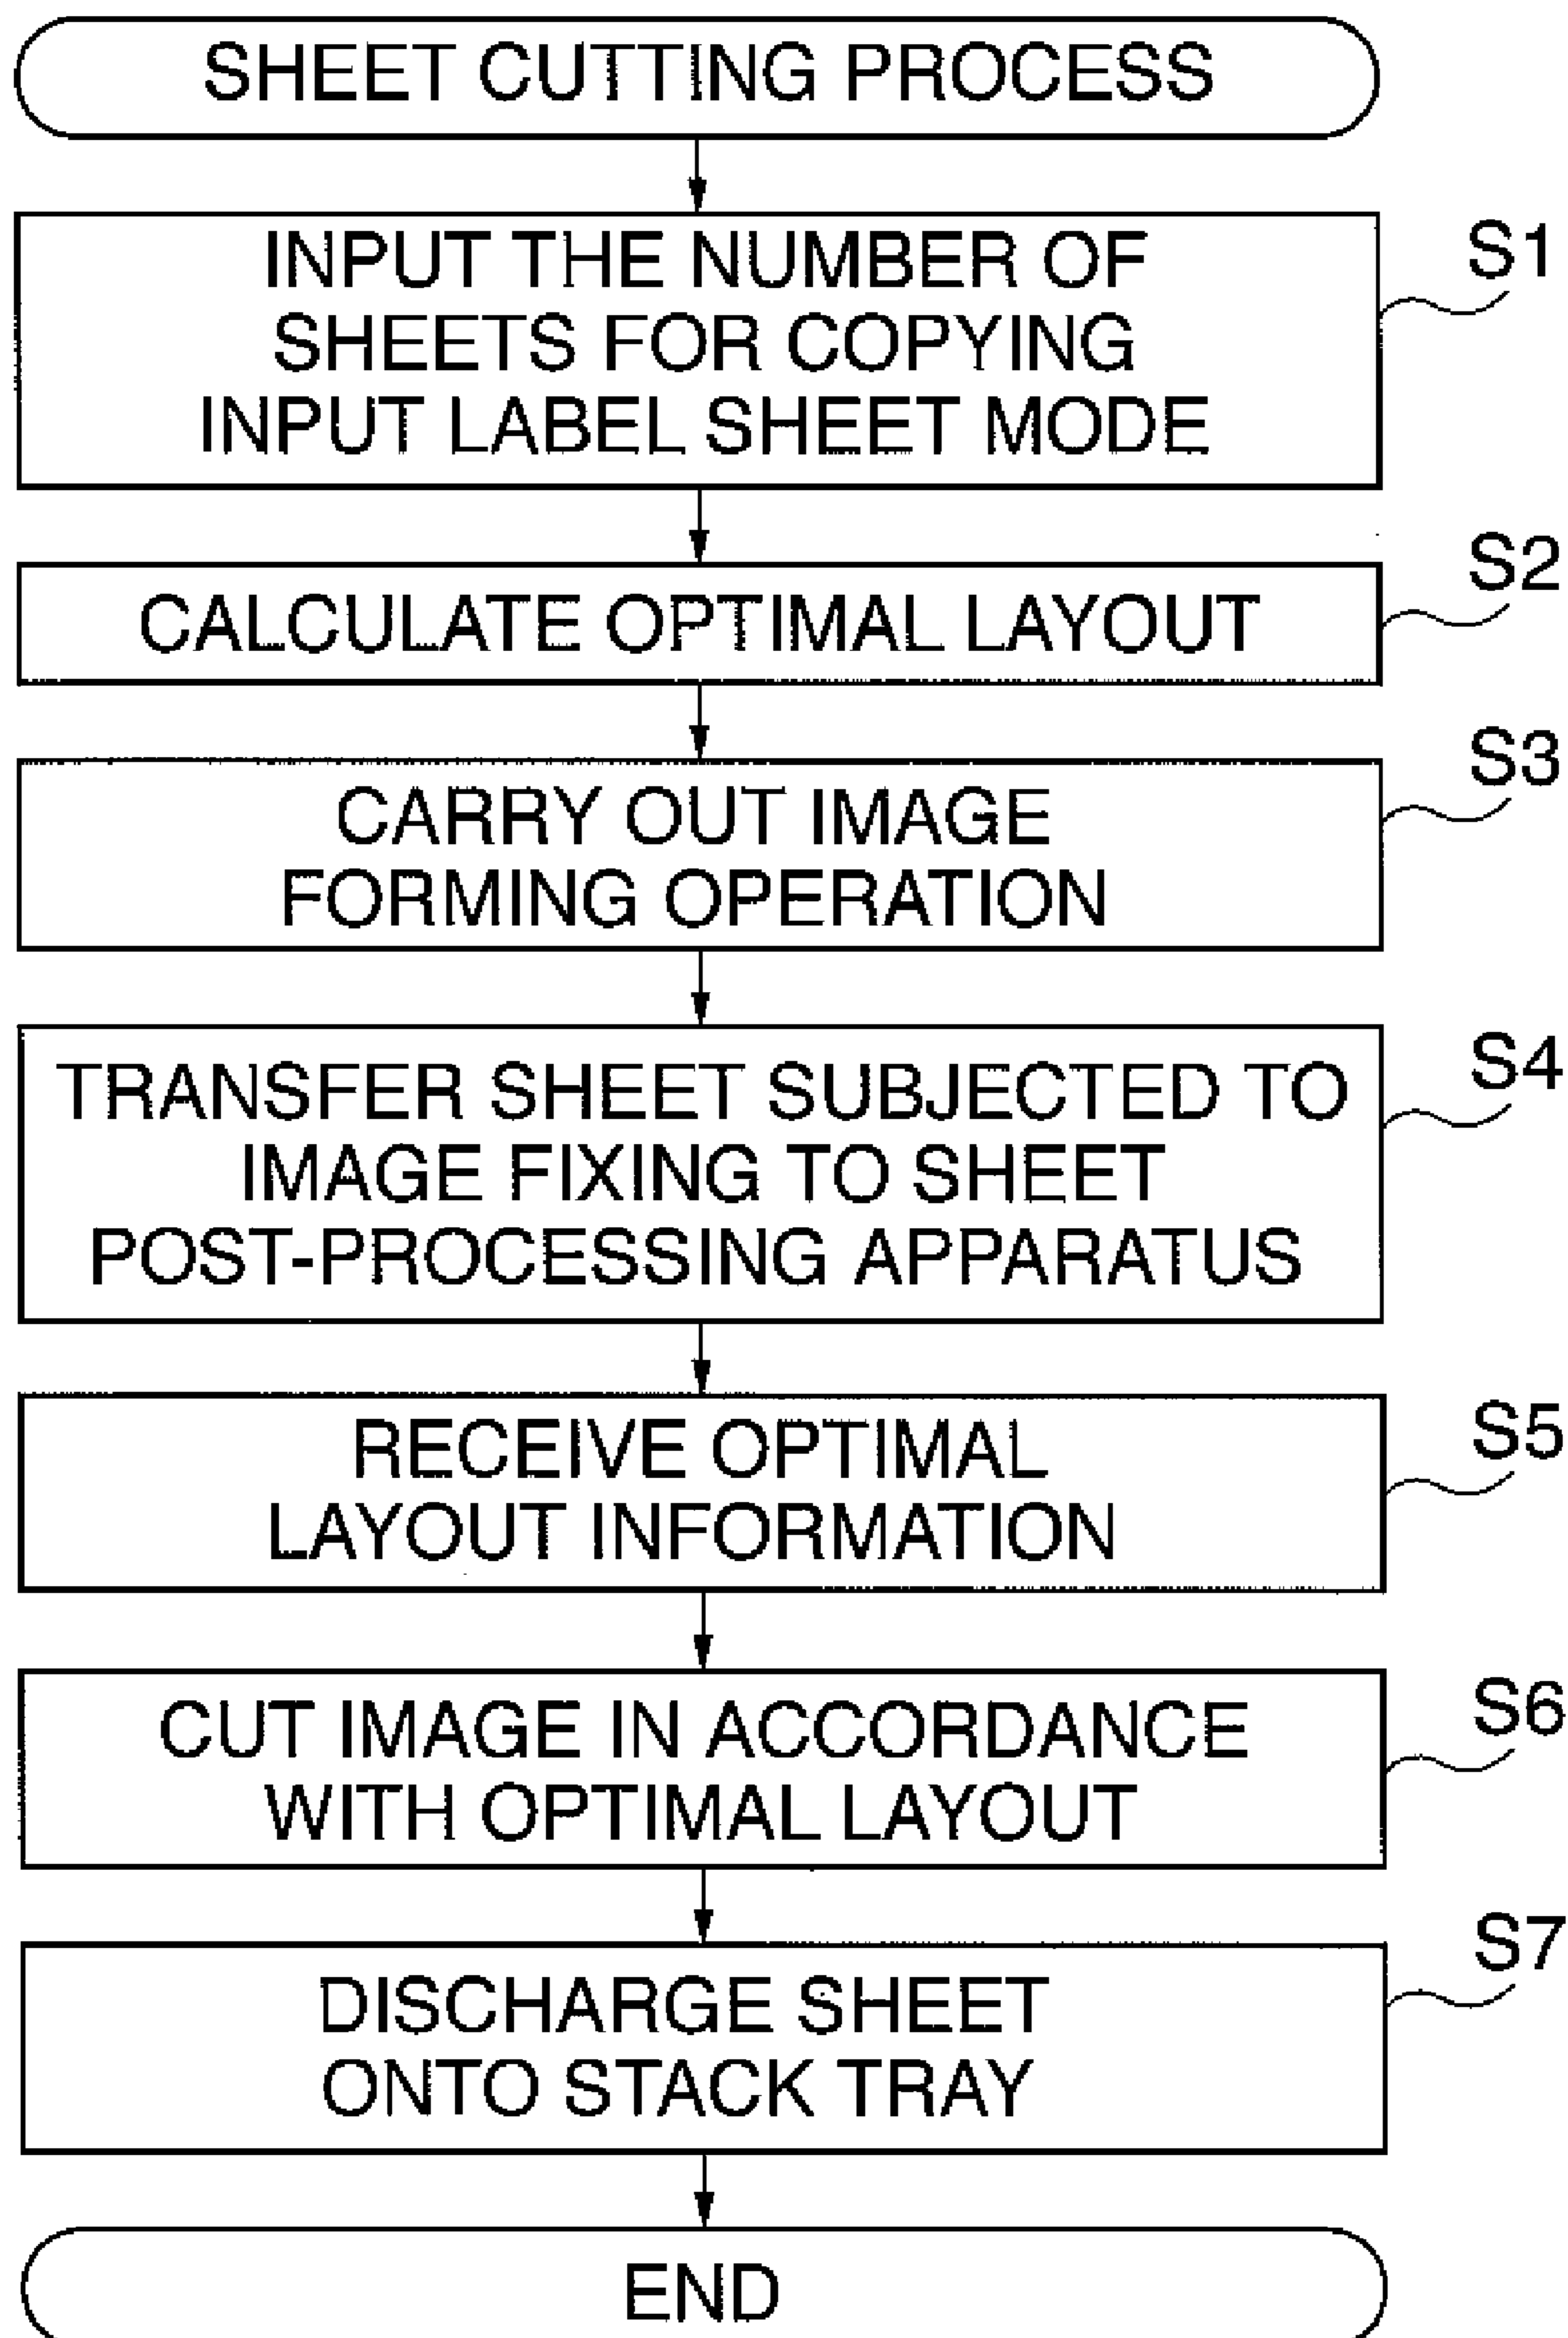 SHEET CUTTING PROCESS
INPUT THE NUMBER OF
SHEETS FOR COPYING
INPUT LABEL SHEET MODE
S1
CALCULATE OPTIMAL LAYOUT
S2
CARRY OUT IMAGE
FORMING OPERATION
S3
TRANSFER SHEET SUBJECTED TO
IMAGE FIXING TO SHEET
POST-PROCESSING APPARATUS
S4
RECEIVE OPTIMAL
LAYOUT INFORMATION
S5
CUT IMAGE IN ACCORDANCE
WITH OPTIMAL LAYOUT
S6
DISCHARGE SHEET
ONTO STACK TRAY
S7
END